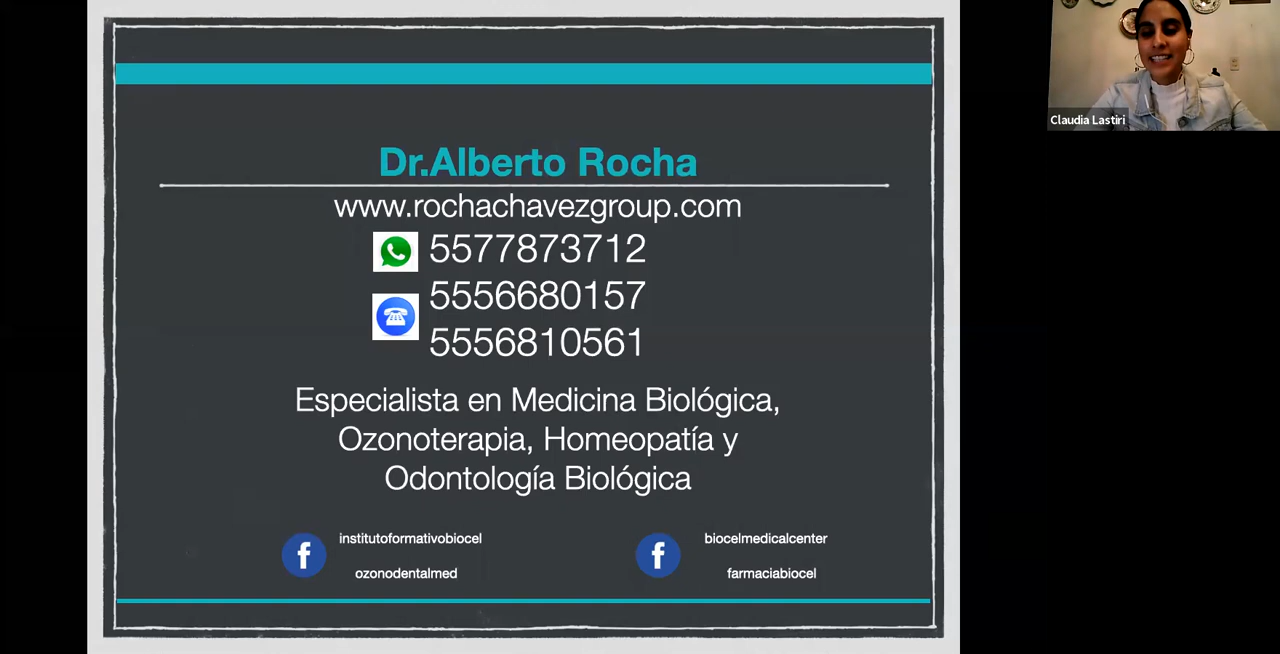 Dr.Alberto Rocha
www.rochachavezgroup.com
5577873712
5556680157
5556810561
Especialista en Medicina Biológica,
Ozonoterapia, Homeopatía y
Odontología Biológica
institutoformativobiocel
ozonodentalmed
biocelmedicalcenter
farmaciabiocel
Claudia Lastiri